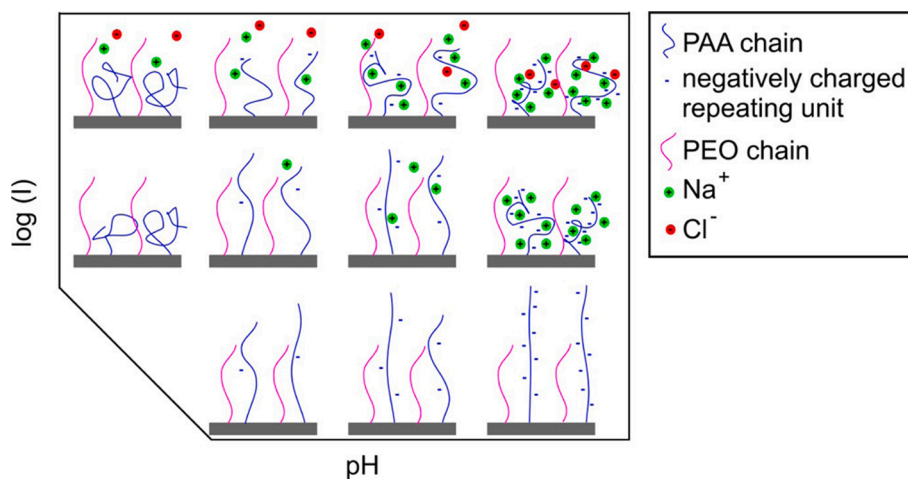 log (I)
pH
PAA chain
negatively charged
repeating unit
PEO chain
Na+
Cl-